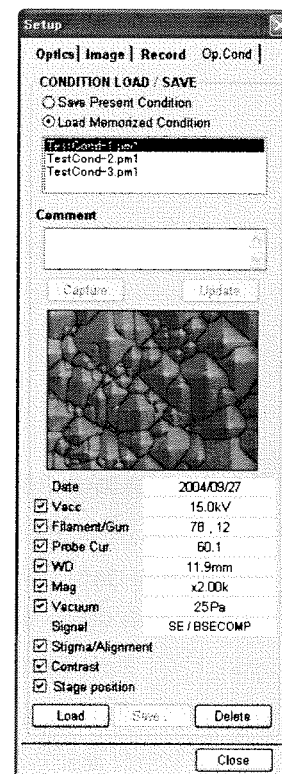 Setup
Optics Image Record Op.Cond
CONDITION LOAD / SAVE
Save Present Condition
Load Memorized Condition
TestCond-1.pm1
TestCond-2.pm1
TestCond-3.pm1
Comment
Capture Update
Date 2004/09/27
Vacc 15.0kV
Filament/Gun 78 , 12
Probe Cur. 60.1
WD 11.9mm
Mag x2.00k
Vacuum 25Pa
Signal SE / BSECOMP
Stigma/Alignment
Contrast
Stage position
Load Save Delete
Close